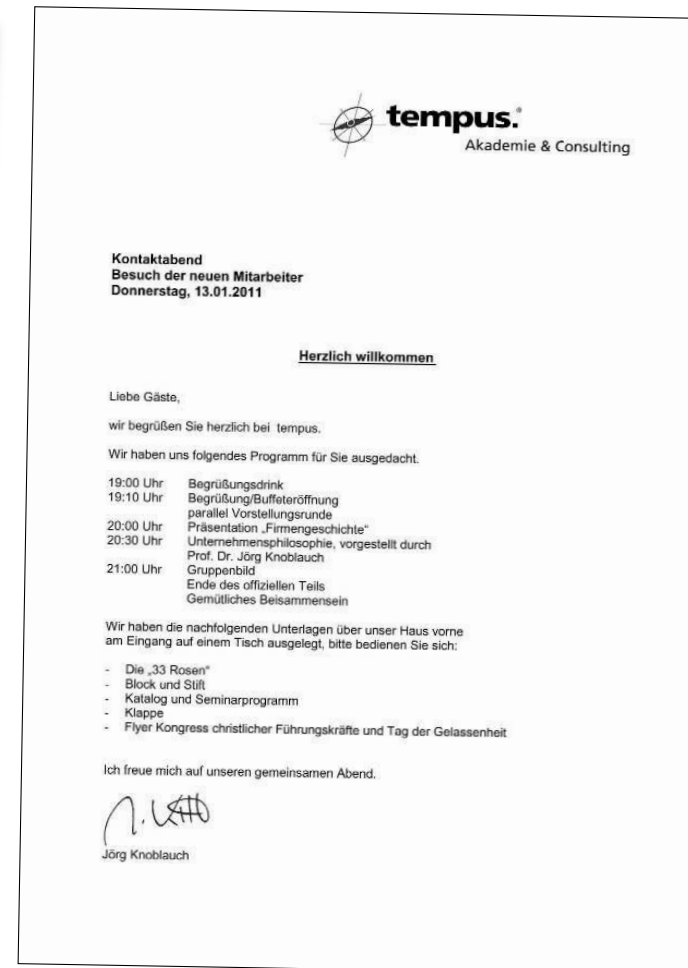 tempus.®
Akademie & Consulting
Kontaktabend
Besuch der neuen Mitarbeiter
Donnerstag, 13.01.2011
Herzlich willkommen
Liebe Gäste,
wir begrüßen Sie herzlich bei tempus.
Wir haben uns folgendes Programm für Sie ausgedacht.
19:00 Uhr Begrüßungsdrink
19:10 Uhr Begrüßung/Buffeteröffnung
parallel Vorstellungsrunde
20:00 Uhr Präsentation „Firmengeschichte“
20:30 Uhr Unternehmensphilosophie, vorgestellt durch
Prof. Dr. Jörg Knoblauch
21:00 Uhr Gruppenbild
Ende des offiziellen Teils
Gemütliches Beisammensein
Wir haben die nachfolgenden Unterlagen über unser Haus vorne
am Eingang auf einem Tisch ausgelegt, bitte bedienen Sie sich:
- Die „33 Rosen“
- Block und Stift
- Katalog und Seminarprogramm
- Klappe
- Flyer Kongress christlicher Führungskräfte und Tag der Gelassenheit
Ich freue mich auf unseren gemeinsamen Abend.
Jörg Knoblauch